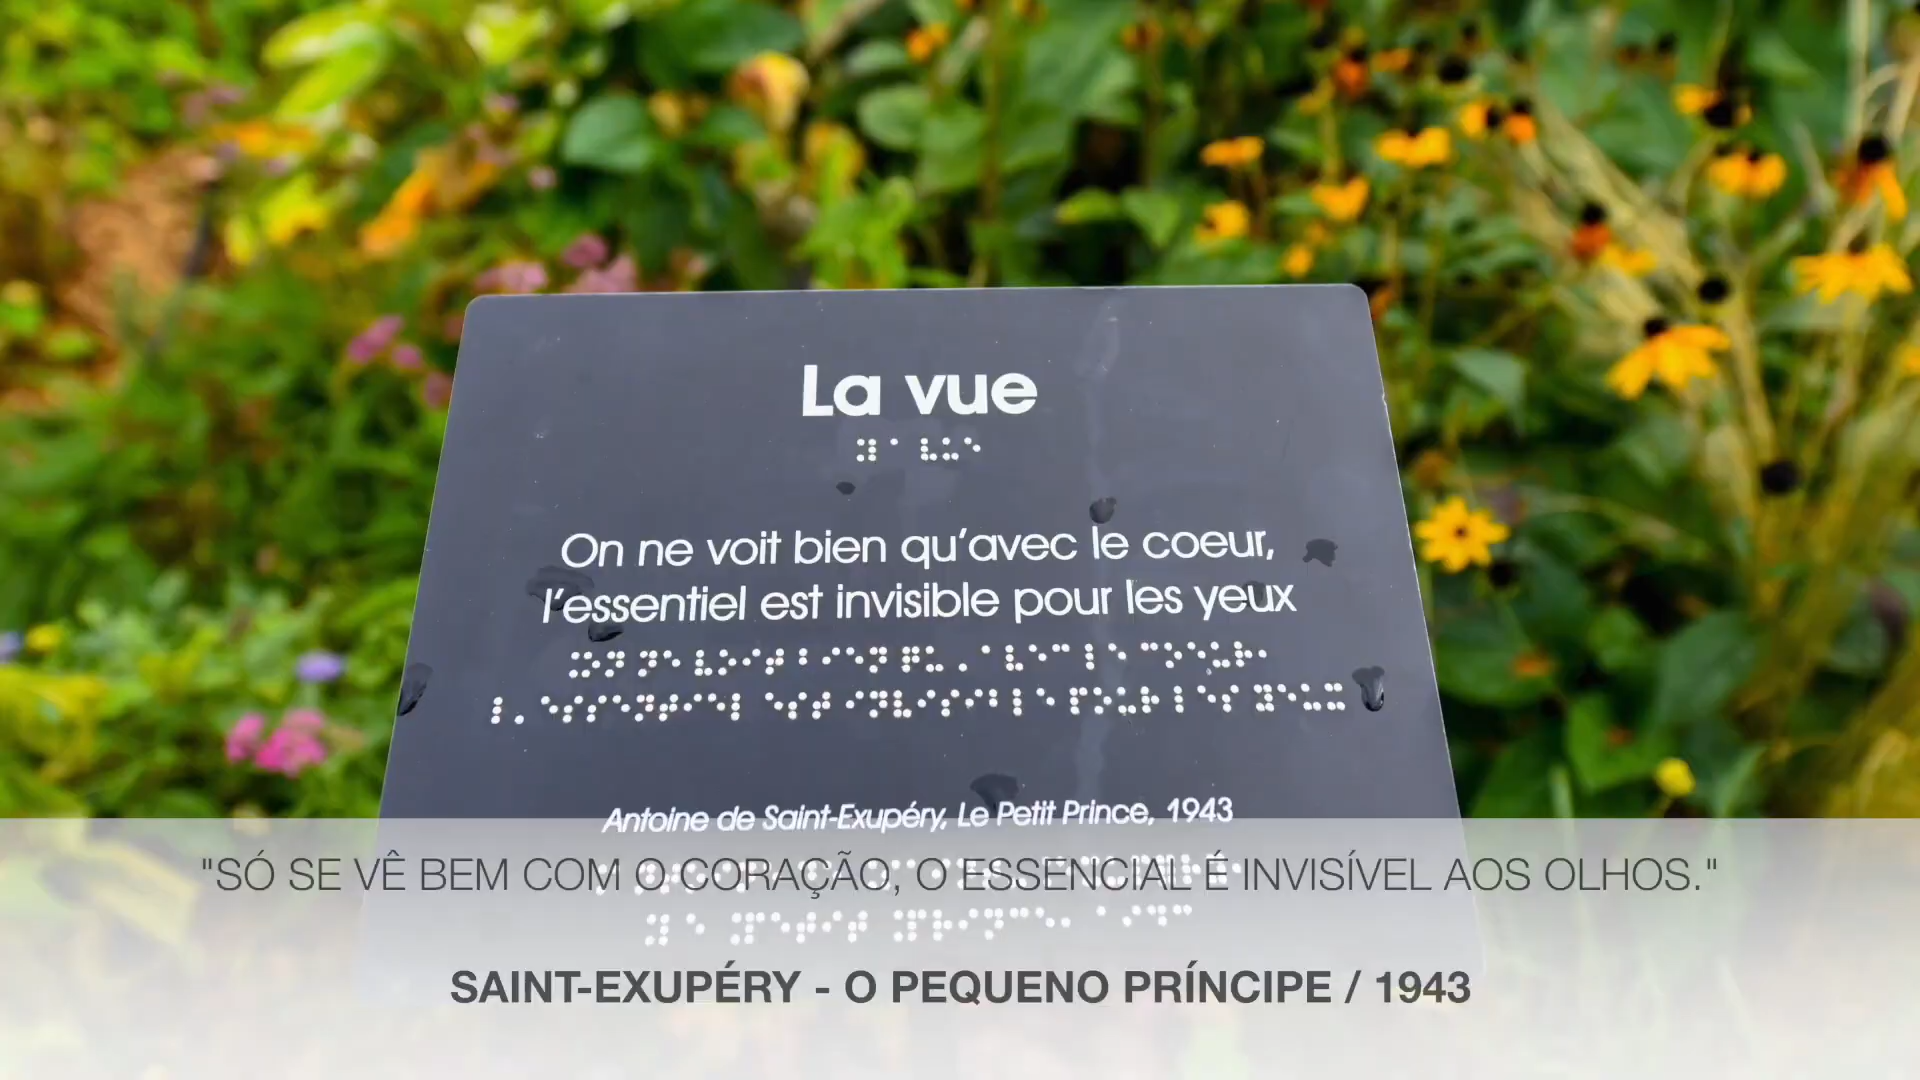 La vue
On ne voit bien qu'avec le coeur,
l'essentiel est invisible pour les yeux
Antoine de Saint-Exupéry, Le Petit Prince, 1943
"SÓ SE VÊ BEM COM O CORAÇÃO, O ESSENCIAL É INVISÍVEL AOS OLHOS."
SAINT-EXUPÉRY - O PEQUENO PRÍNCIPE / 1943